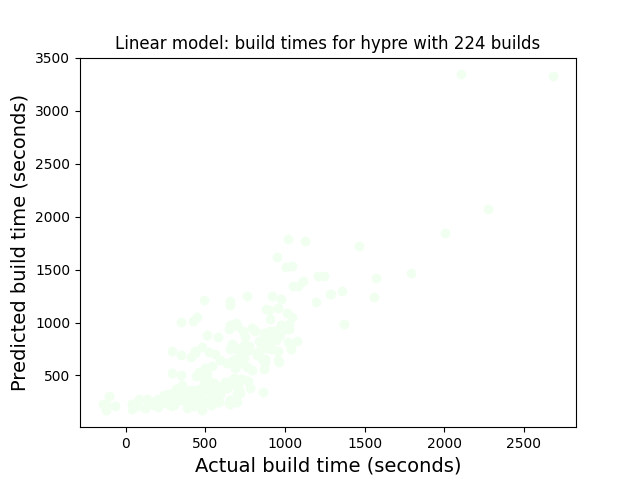 Linear model: build times for hypre with 224 builds
3500
3000
2500
2000
1500
1000
500
Predicted build time (seconds)
0 500 1000 1500 2000 2500
Actual build time (seconds)